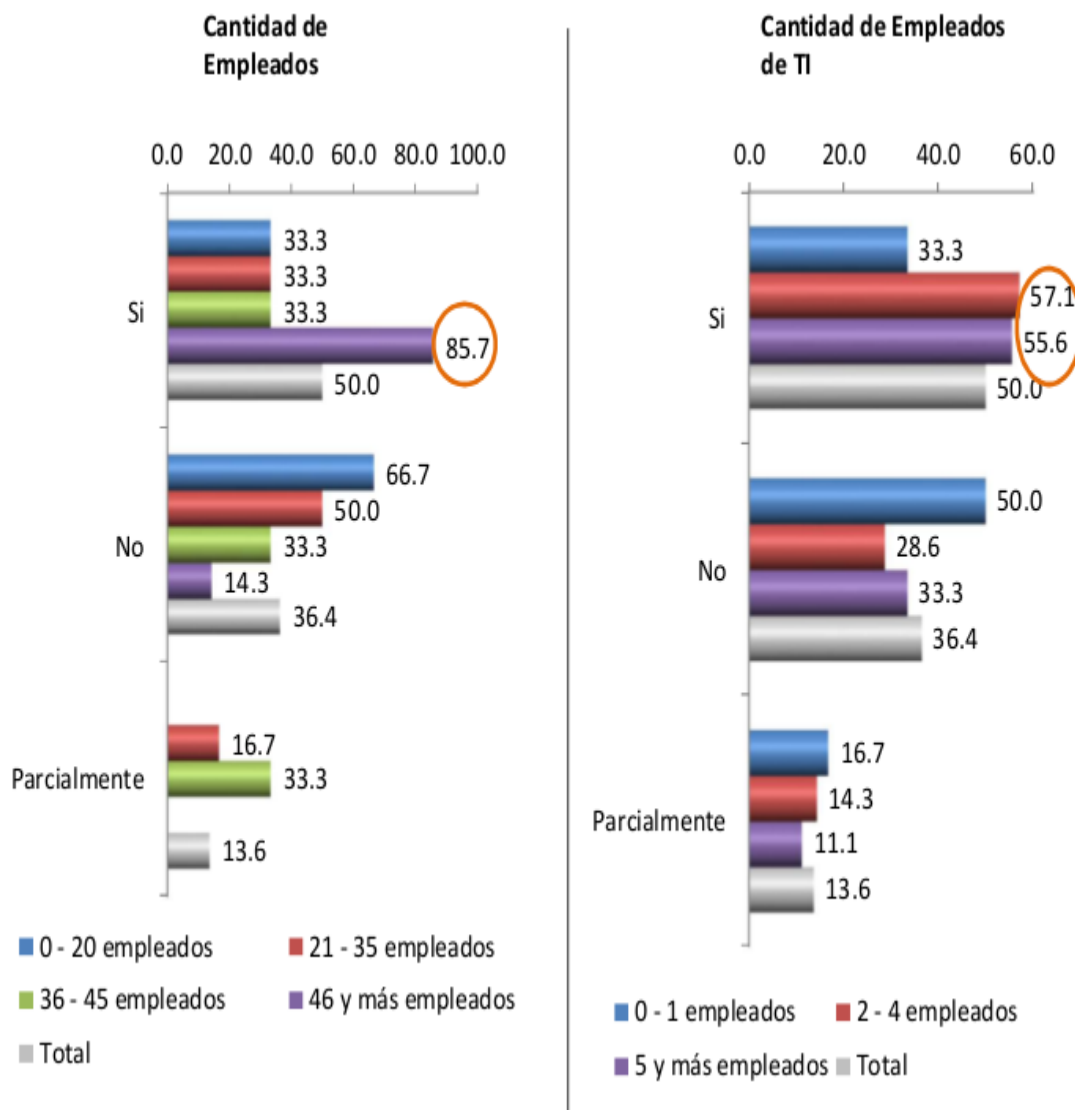 Cantidad de
Empleados
0.0 20.0 40.0 60.0 80.0 100.0
Si
33.3
33.3
33.3
85.7
50.0
No
66.7
50.0
33.3
14.3
36.4
Parcialmente
16.7
33.3
13.6
0 - 20 empleados
21 - 35 empleados
36 - 45 empleados
46 y más empleados
Total
Cantidad de Empleados
de TI
0.0 20.0 40.0 60.0
Si
33.3
57.1
55.6
50.0
No
50.0
28.6
33.3
36.4
Parcialmente
16.7
14.3
11.1
13.6
0 - 1 empleados
2 - 4 empleados
5 y más empleados
Total